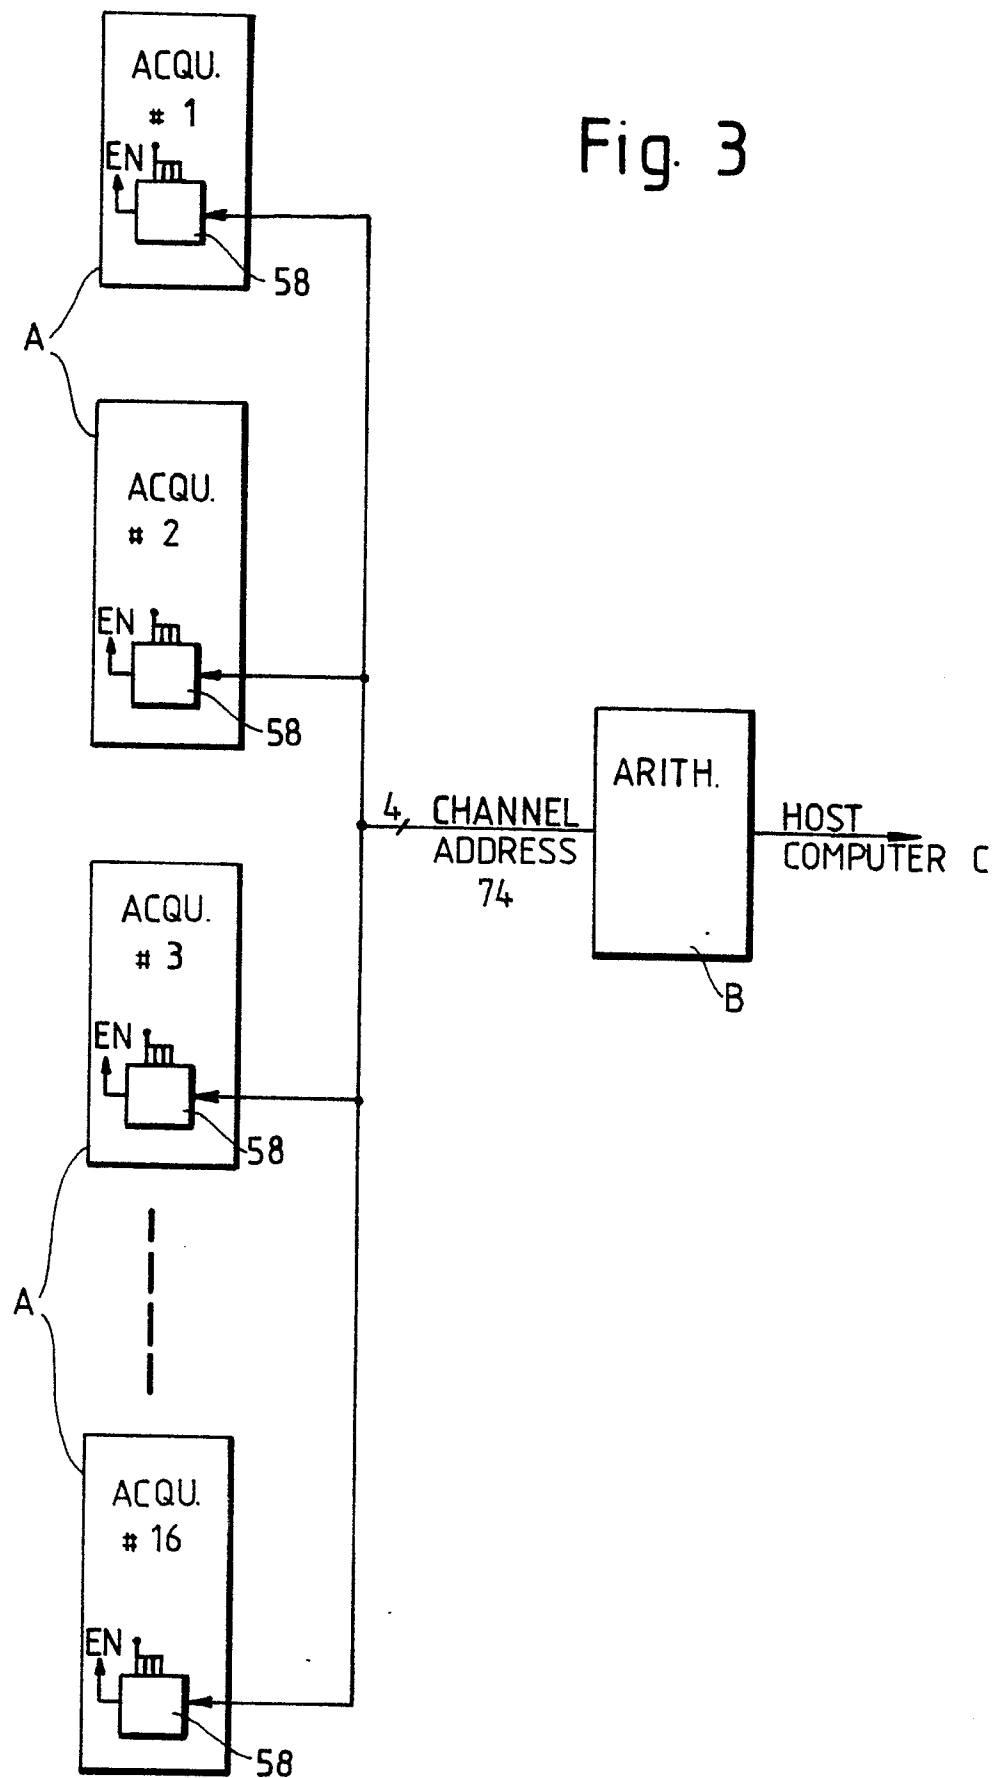 Fig. 3
ACQU.
# 1
EN
58
A
ACQU.
# 2
EN
58
4
CHANNEL
ADDRESS
74
ARITH.
HOST
COMPUTER C
B
ACQU.
# 3
EN
58
A
ACQU.
# 16
EN
58